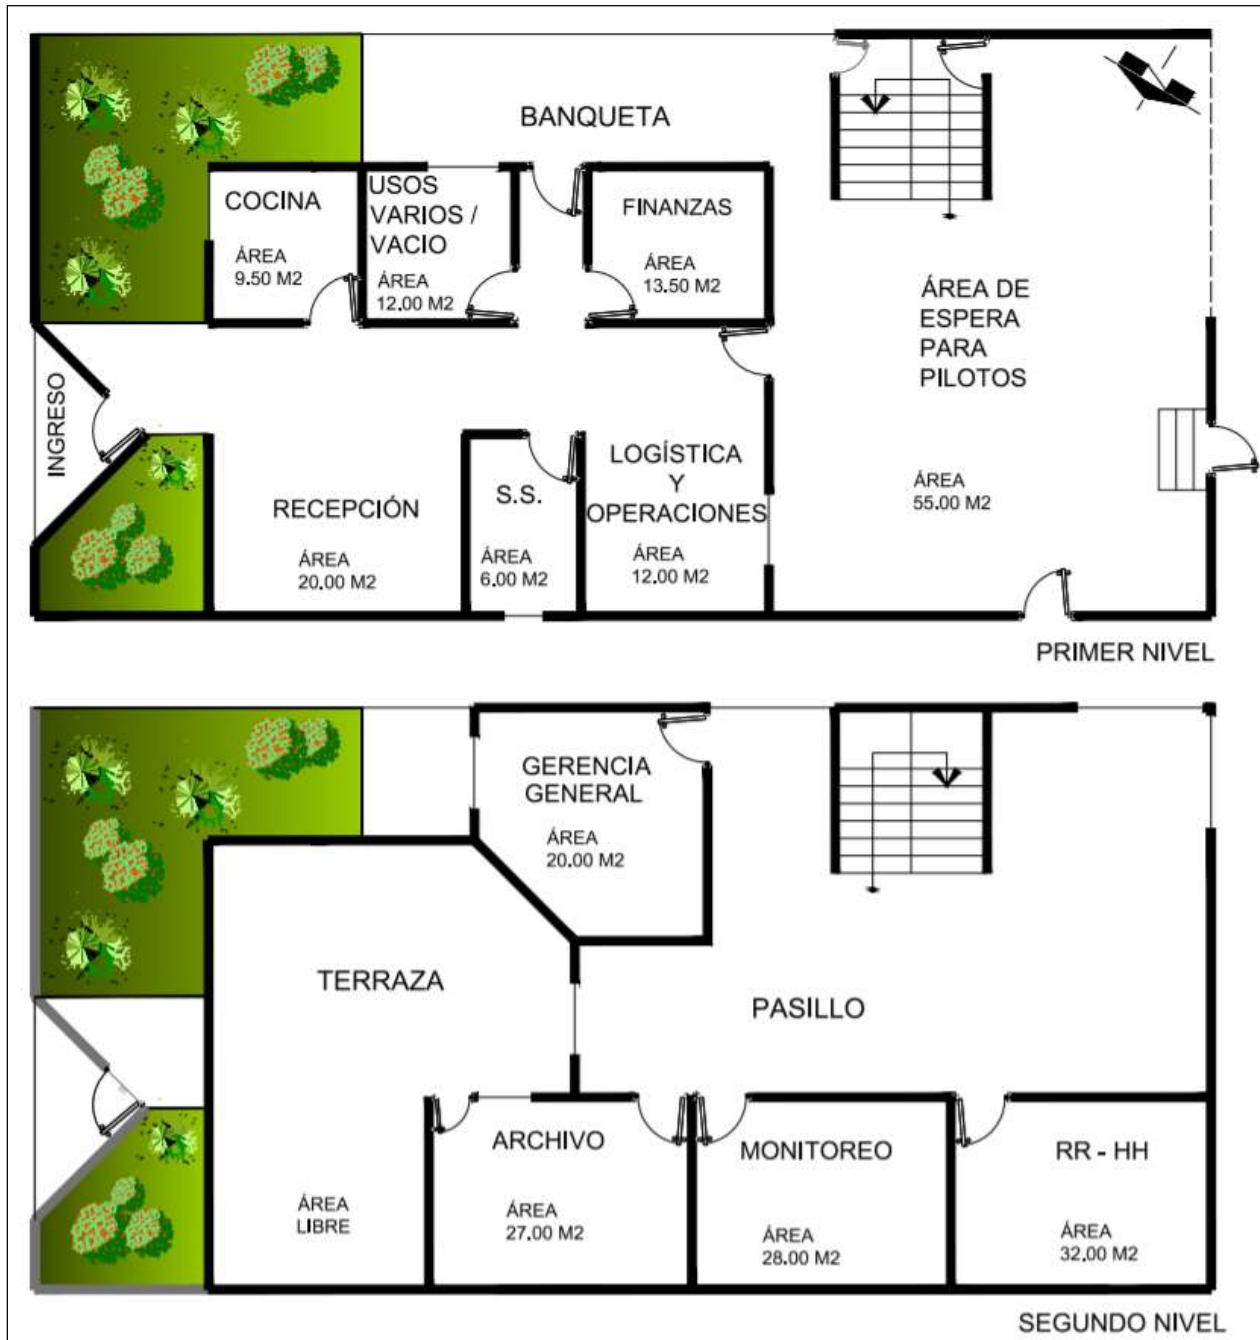 BANQUETA
COCINA
ÁREA
9.50 M2
USOS
VARIOS /
VACIO
ÁREA
12.00 M2
FINANZAS
ÁREA
13.50 M2
ÁREA DE
ESPERA
PARA
PILOTOS
ÁREA
55.00 M2
INGRESO
RECEPCIÓN
ÁREA
20.00 M2
S.S.
ÁREA
6.00 M2
LOGÍSTICA
Y
OPERACIONES
ÁREA
12.00 M2
PRIMER NIVEL
GERENCIA
GENERAL
ÁREA
20.00 M2
TERRAZA
PASILLO
ÁREA
LIBRE
ARCHIVO
ÁREA
27.00 M2
MONITOREO
ÁREA
28.00 M2
RR - HH
ÁREA
32.00 M2
SEGUNDO NIVEL